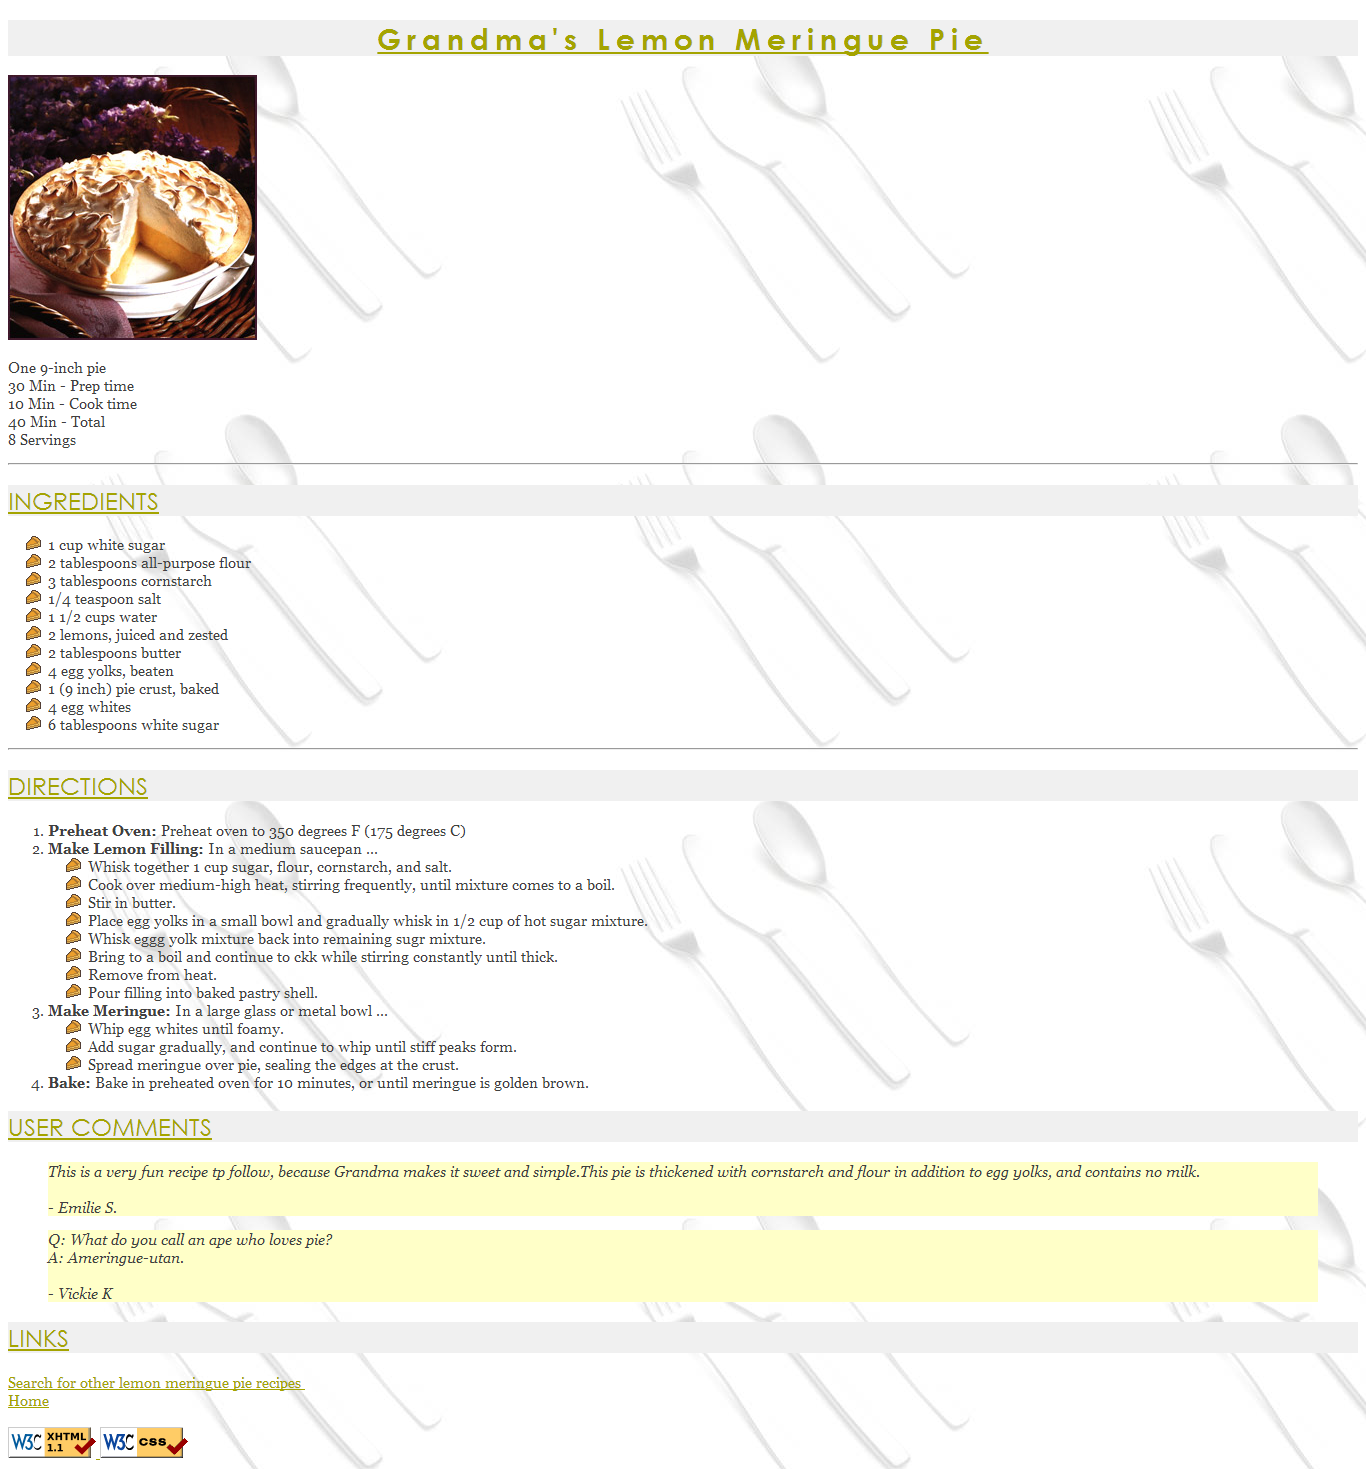 Grandma's Lemon Meringue Pie
One 9-inch pie
30 Min - Prep time
10 Min - Cook time
40 Min - Total
8 Servings
INGREDIENTS
1 cup white sugar
2 tablespoons all-purpose flour
3 tablespoons cornstarch
1/4 teaspoon salt
1 1/2 cups water
2 lemons, juiced and zested
2 tablespoons butter
4 egg yolks, beaten
1 (9 inch) pie crust, baked
4 egg whites
6 tablespoons white sugar
DIRECTIONS
1. Preheat Oven: Preheat oven to 350 degrees F (175 degrees C)
2. Make Lemon Filling: In a medium saucepan ...
Whisk together 1 cup sugar, flour, cornstarch, and salt.
Cook over medium-high heat, stirring frequently, until mixture comes to a boil.
Stir in butter.
Place egg yolks in a small bowl and gradually whisk in 1/2 cup of hot sugar mixture.
Whisk eggg yolk mixture back into remaining sugr mixture.
Bring to a boil and continue to ckk while stirring constantly until thick.
Remove from heat.
Pour filling into baked pastry shell.
3. Make Meringue: In a large glass or metal bowl ...
Whip egg whites until foamy.
Add sugar gradually, and continue to whip until stiff peaks form.
Spread meringue over pie, sealing the edges at the crust.
4. Bake: Bake in preheated oven for 10 minutes, or until meringue is golden brown.
USER COMMENTS
This is a very fun recipe tp follow, because Grandma makes it sweet and simple.This pie is thickened with cornstarch and flour in addition to egg yolks, and contains no milk.
- Emilie S.
Q: What do you call an ape who loves pie?
A: Ameringue-utan.
- Vickie K
LINKS
Search for other lemon meringue pie recipes
Home
W3C XHTML 1.1 W3C CSS